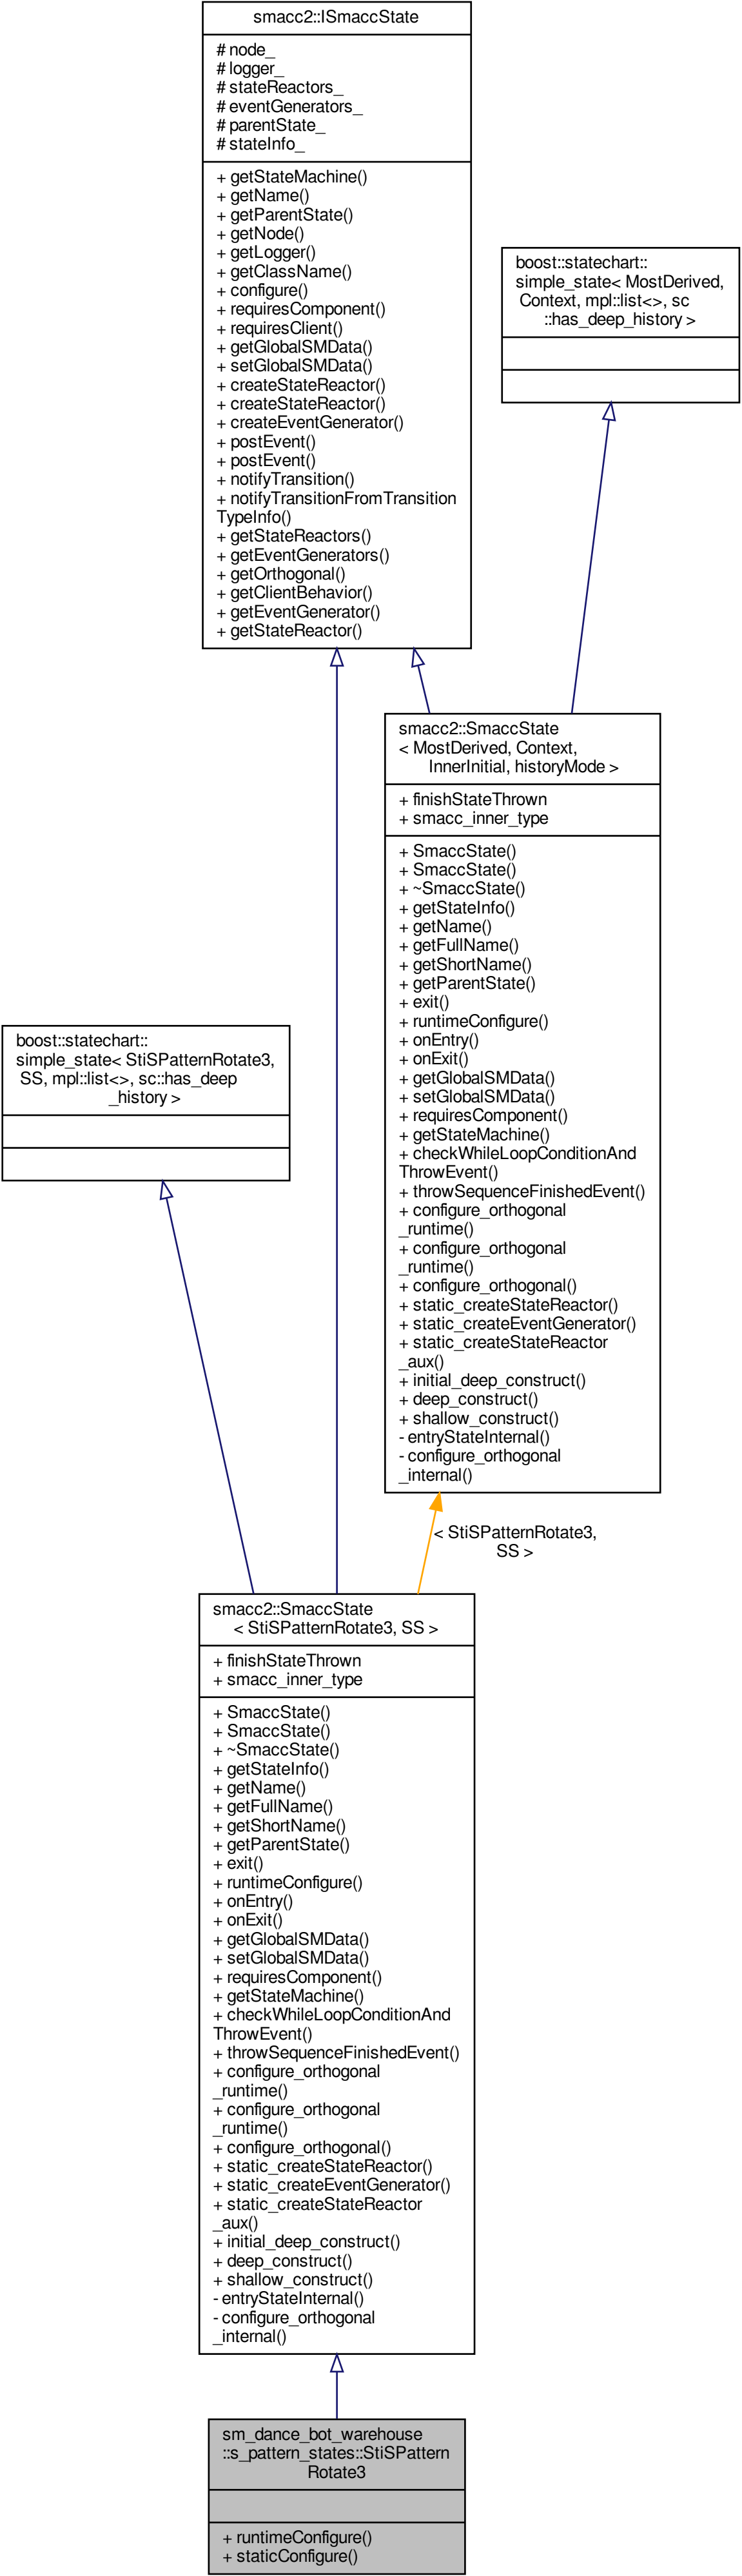 smacc2::ISmaccState
# node_
# logger_
# stateReactors_
# eventGenerators_
# parentState_
# stateInfo_
+ getStateMachine()
+ getName()
+ getParentState()
+ getNode()
+ getLogger()
+ getClassName()
+ configure()
+ requiresComponent()
+ requiresClient()
+ getGlobalSMData()
+ setGlobalSMData()
+ createStateReactor()
+ createStateReactor()
+ createEventGenerator()
+ postEvent()
+ postEvent()
+ notifyTransition()
+ notifyTransitionFromTransition
TypeInfo()
+ getStateReactors()
+ getEventGenerators()
+ getOrthogonal()
+ getClientBehavior()
+ getEventGenerator()
+ getStateReactor()
boost::statechart::
simple_state< MostDerived,
Context, mpl::list<>, sc
::has_deep_history >
smacc2::SmaccState
< MostDerived, Context,
InnerInitial, historyMode >
+ finishStateThrown
+ smacc_inner_type
+ SmaccState()
+ SmaccState()
+ ~SmaccState()
+ getStateInfo()
+ getName()
+ getFullName()
+ getShortName()
+ getParentState()
+ exit()
+ runtimeConfigure()
+ onEntry()
+ onExit()
+ getGlobalSMData()
+ setGlobalSMData()
+ requiresComponent()
+ getStateMachine()
+ checkWhileLoopConditionAnd
ThrowEvent()
+ throwSequenceFinishedEvent()
+ configure_orthogonal
_runtime()
+ configure_orthogonal
_runtime()
+ configure_orthogonal()
+ static_createStateReactor()
+ static_createEventGenerator()
+ static_createStateReactor
_aux()
+ initial_deep_construct()
+ deep_construct()
+ shallow_construct()
- entryStateInternal()
- configure_orthogonal
_internal()
boost::statechart::
simple_state< StiSPatternRotate3,
SS, mpl::list<>, sc::has_deep
_history >
< StiSPatternRotate3,
SS >
smacc2::SmaccState
< StiSPatternRotate3, SS >
+ finishStateThrown
+ smacc_inner_type
+ SmaccState()
+ SmaccState()
+ ~SmaccState()
+ getStateInfo()
+ getName()
+ getFullName()
+ getShortName()
+ getParentState()
+ exit()
+ runtimeConfigure()
+ onEntry()
+ onExit()
+ getGlobalSMData()
+ setGlobalSMData()
+ requiresComponent()
+ getStateMachine()
+ checkWhileLoopConditionAnd
ThrowEvent()
+ throwSequenceFinishedEvent()
+ configure_orthogonal
_runtime()
+ configure_orthogonal
_runtime()
+ configure_orthogonal()
+ static_createStateReactor()
+ static_createEventGenerator()
+ static_createStateReactor
_aux()
+ initial_deep_construct()
+ deep_construct()
+ shallow_construct()
- entryStateInternal()
- configure_orthogonal
_internal()
sm_dance_bot_warehouse
::s_pattern_states::StiSPattern
Rotate3
+ runtimeConfigure()
+ staticConfigure()